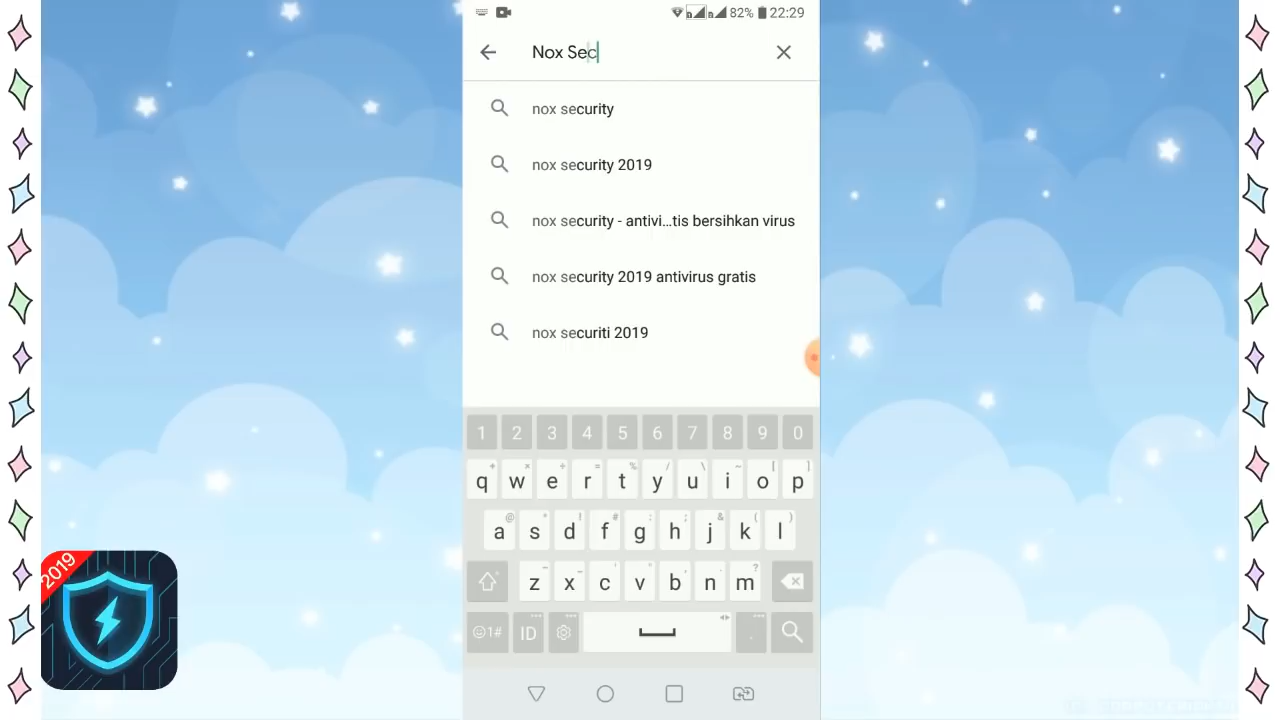 82% 22:29
Nox Sec
nox security
nox security 2019
nox security - antivi...tis bersihkan virus
nox security 2019 antivirus gratis
nox securiti 2019
1 2 3 4 5 6 7 8 9 0
q w e r t y u i o p
a s d f g h j k l
z x c v b n m
1# ID .
2019